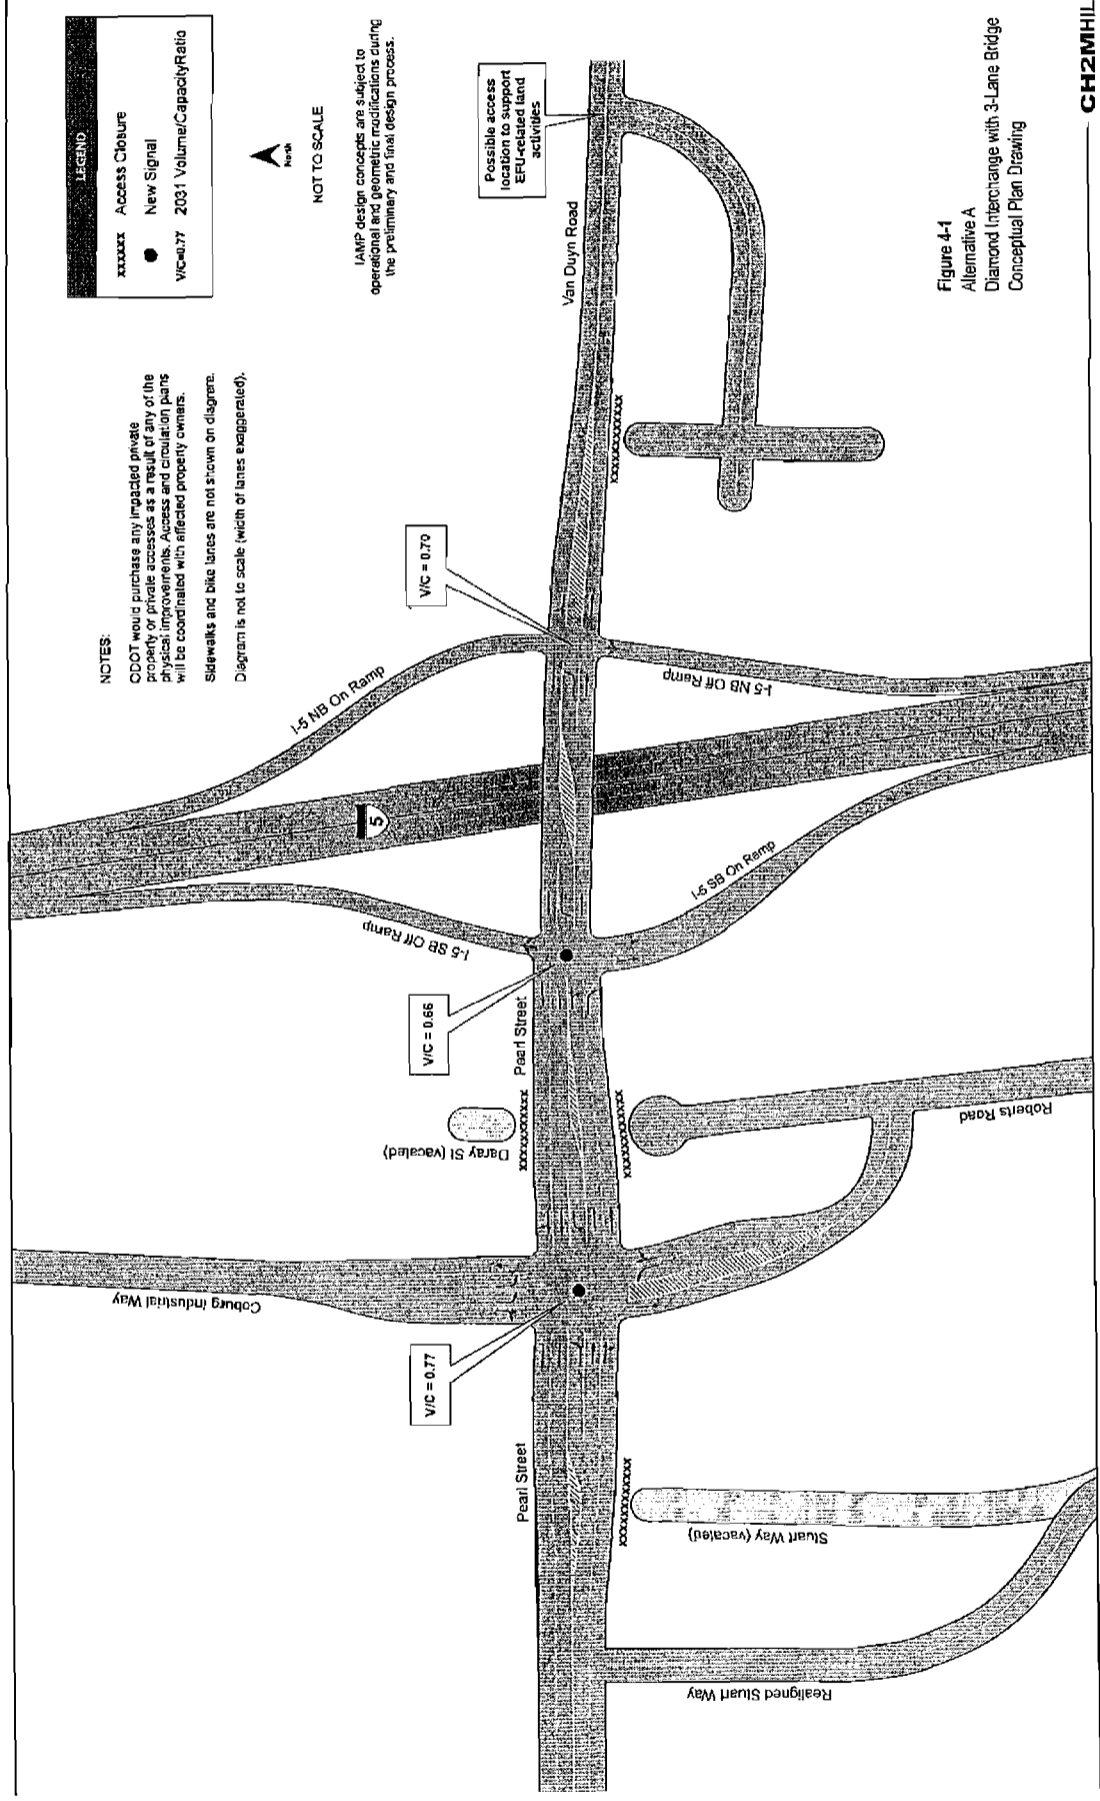 LEGEND
xxxxxx Access Closure
● New Signal
V/C=0.77 2031 Volume/CapacityRatio
North
NOT TO SCALE
IAMP design concepts are subject to
operational and geometric modifications during
the preliminary and final design process.
NOTES:
ODOT would purchase any impacted private
property or private accesses as a result of any of the
physical improvements. Access and circulation plans
will be coordinated with affected property owners.
Sidewalks and bike lanes are not shown on diagrere.
Diagram is not to scale (width of lanes exaggerated).
Possible access
location to support
EFU-related land
activities
Van Duyn Road
V/C = 0.70
I-5 NB On Ramp
I-5 NB Off Ramp
5
I-5 SB Off Ramp
I-5 SB On Ramp
V/C = 0.66
Pearl Street
Daray St (vacated)
xxxxxxxxxxxx
xxxxxxxxxxxx
xxxxxxxxxxxx
Roberts Road
Coburg Industrial Way
V/C = 0.77
Pearl Street
xxxxxxxxxxxx
Stuart Way (vacated)
Realigned Stuart Way
Figure 4-1
Alternative A
Diamond Interchange with 3-Lane Bridge
Conceptual Plan Drawing
CH2MHIL